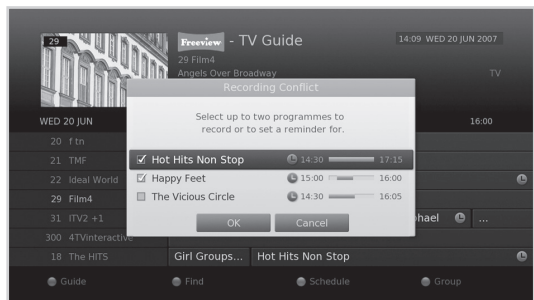 29
Freeview - TV Guide
14:09 WED 20 JUN 2007
29 Film4
Angels Over Broadway
TV
Recording Conflict
Select up to two programmes to
record or to set a reminder for.
WED 20 JUN
16:00
20 f tn
21 TMF
Hot Hits Non Stop 14:30 17:15
22 Ideal World
Happy Feet 15:00 16:00
29 Film4
The Vicious Circle 14:30 16:05
31 ITV2 +1
phael
...
OK
Cancel
300 4TVinteractive
18 The HITS
Girl Groups...
Hot Hits Non Stop
Guide
Find
Schedule
Group